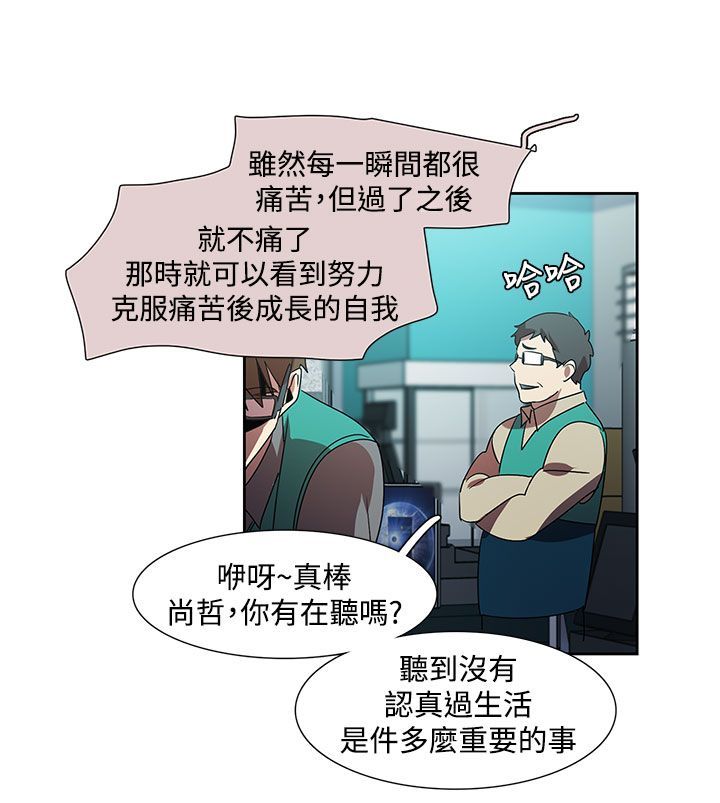 雖然每一瞬間都很
痛苦，但過了之後
就不痛了
那時就可以看到努力
克服痛苦後成長的自我
哈哈
咿呀~真棒
尚哲，你有在聽嗎?
聽到沒有
認真過生活
是件多麼重要的事